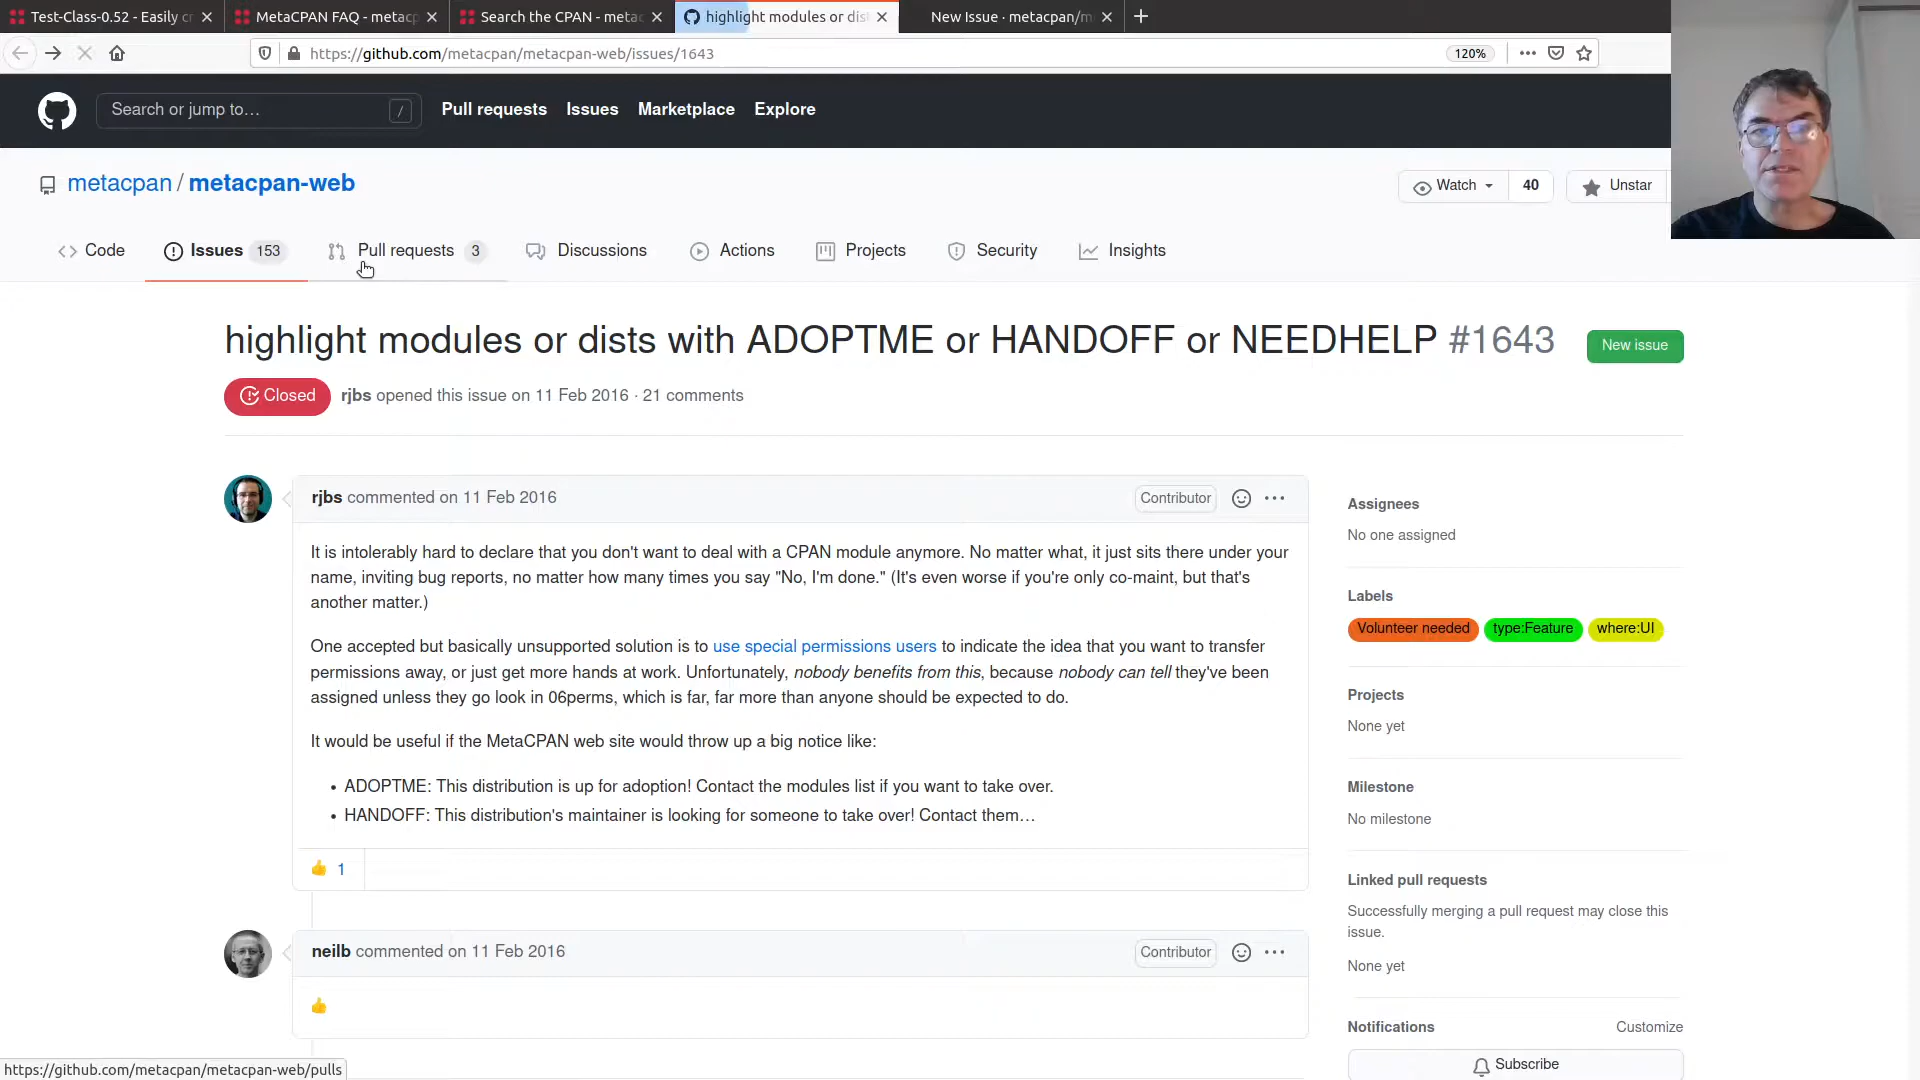 Test-Class-0.52 - Easily cr
MetaCPAN FAQ - metacp
Search the CPAN - metac
highlight modules or dis
New Issue · metacpan/m
https://github.com/metacpan/metacpan-web/issues/1643
120%
Search or jump to…
/
Pull requests
Issues
Marketplace
Explore
metacpan / metacpan-web
Watch
40
Unstar
Code
Issues 153
Pull requests 3
Discussions
Actions
Projects
Security
Insights
highlight modules or dists with ADOPTME or HANDOFF or NEEDHELP #1643
New issue
Closed
rjbs opened this issue on 11 Feb 2016 · 21 comments
rjbs commented on 11 Feb 2016
Contributor
It is intolerably hard to declare that you don't want to deal with a CPAN module anymore. No matter what, it just sits there under your
name, inviting bug reports, no matter how many times you say "No, I'm done." (It's even worse if you're only co-maint, but that's
another matter.)
One accepted but basically unsupported solution is to use special permissions users to indicate the idea that you want to transfer
permissions away, or just get more hands at work. Unfortunately, nobody benefits from this, because nobody can tell they've been
assigned unless they go look in 06perms, which is far, far more than anyone should be expected to do.
It would be useful if the MetaCPAN web site would throw up a big notice like:
• ADOPTME: This distribution is up for adoption! Contact the modules list if you want to take over.
• HANDOFF: This distribution's maintainer is looking for someone to take over! Contact them…
👍 1
neilb commented on 11 Feb 2016
Contributor
👍
Assignees
No one assigned
Labels
Volunteer needed
type:Feature
where:UI
Projects
None yet
Milestone
No milestone
Linked pull requests
Successfully merging a pull request may close this
issue.
None yet
Notifications
Customize
Subscribe
https://github.com/metacpan/metacpan-web/pulls